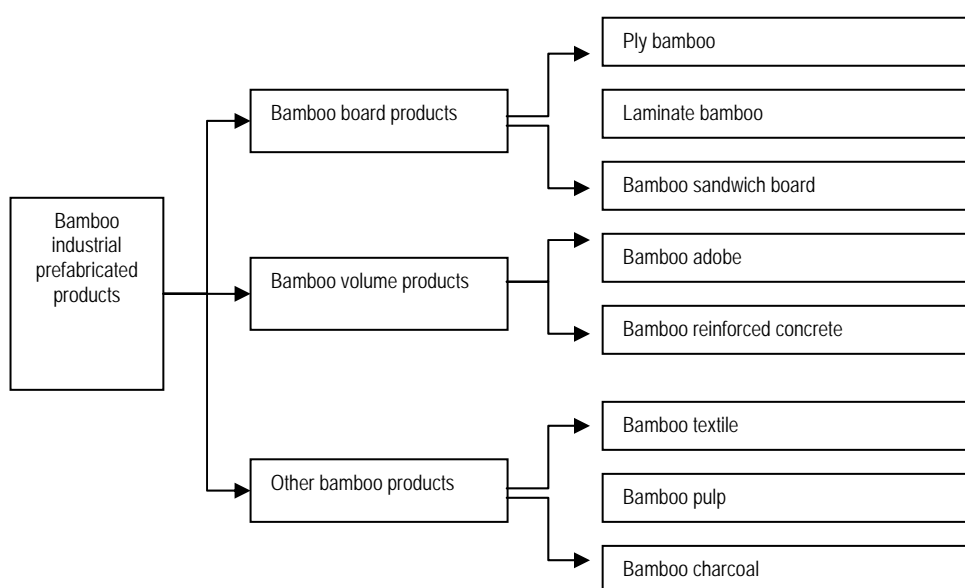 Bamboo
industrial
prefabricated
products
Bamboo board products
Ply bamboo
Laminate bamboo
Bamboo sandwich board
Bamboo volume products
Bamboo adobe
Bamboo reinforced concrete
Other bamboo products
Bamboo textile
Bamboo pulp
Bamboo charcoal